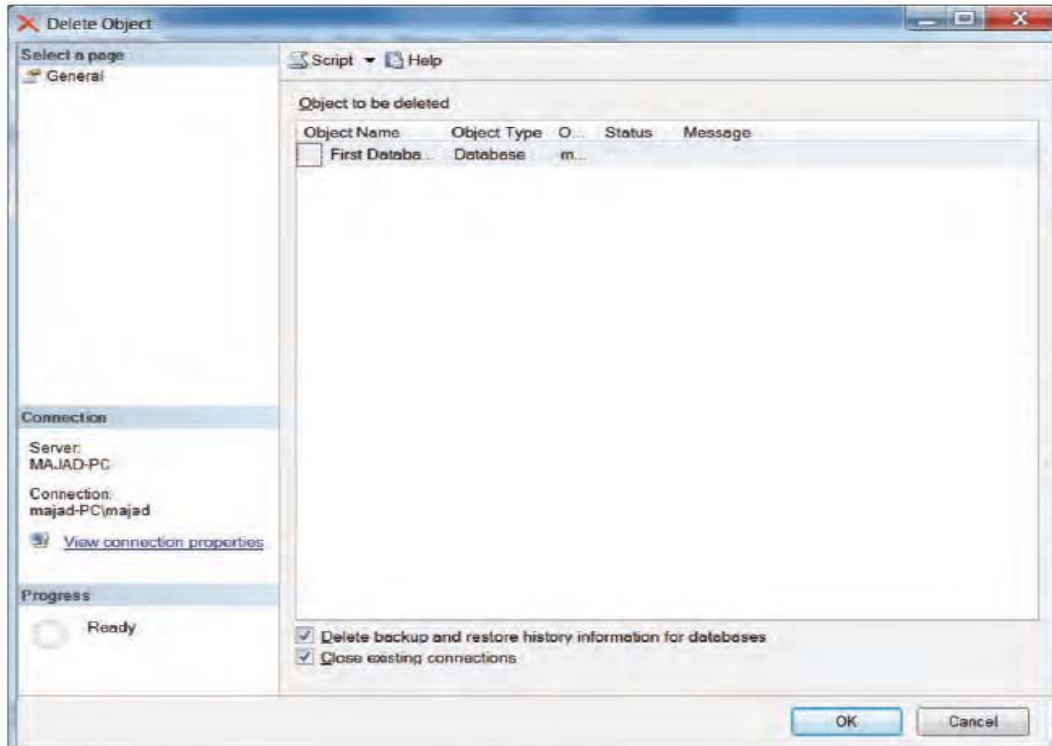 Delete Object
Select a page
General
Script Help
Object to be deleted
Object Name Object Type O... Status Message
First Databa... Database m...
Connection
Server:
MAJAD-PC
Connection:
majad-PC\majad
View connection properties
Progress
Ready
Delete backup and restore history information for databases
Close existing connections
OK Cancel